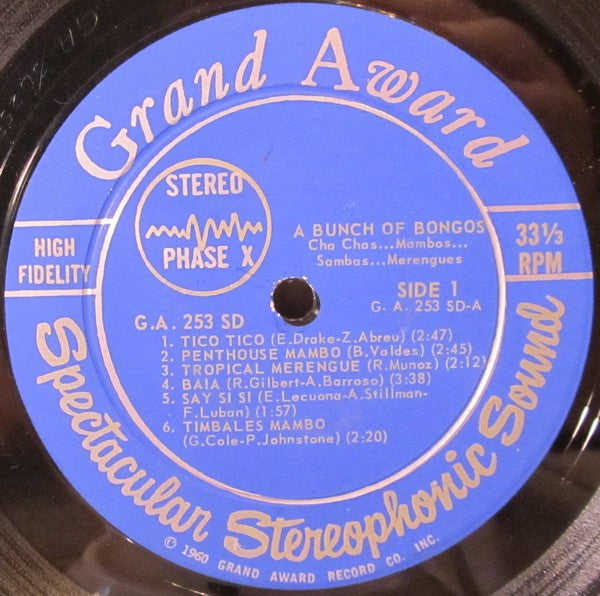 Grand Award
STEREO
PHASE X
HIGH
FIDELITY
A BUNCH OF BONGOS
Cha Chas...Mambos...
Sambas...Merengues
33⅓
RPM
SIDE 1
G. A. 253 SD-A
G.A. 253 SD
1. TICO TICO (E.Drake-Z.Abreu) (2:47)
2. PENTHOUSE MAMBO (B.Valdes) (2:45)
3. TROPICAL MERENGUE (R.Munoz) (2:12)
4. BAIA (R.Gilbert-A.Barroso) (3:38)
5. SAY SI SI (E.Lecuona-A.Stillman-
F.Luban) (1:57)
6. TIMBALES MAMBO
(G.Cole-P.Johnstone) (2:20)
Spectacular Stereophonic Sound
© 1960 GRAND AWARD RECORD CO. INC.